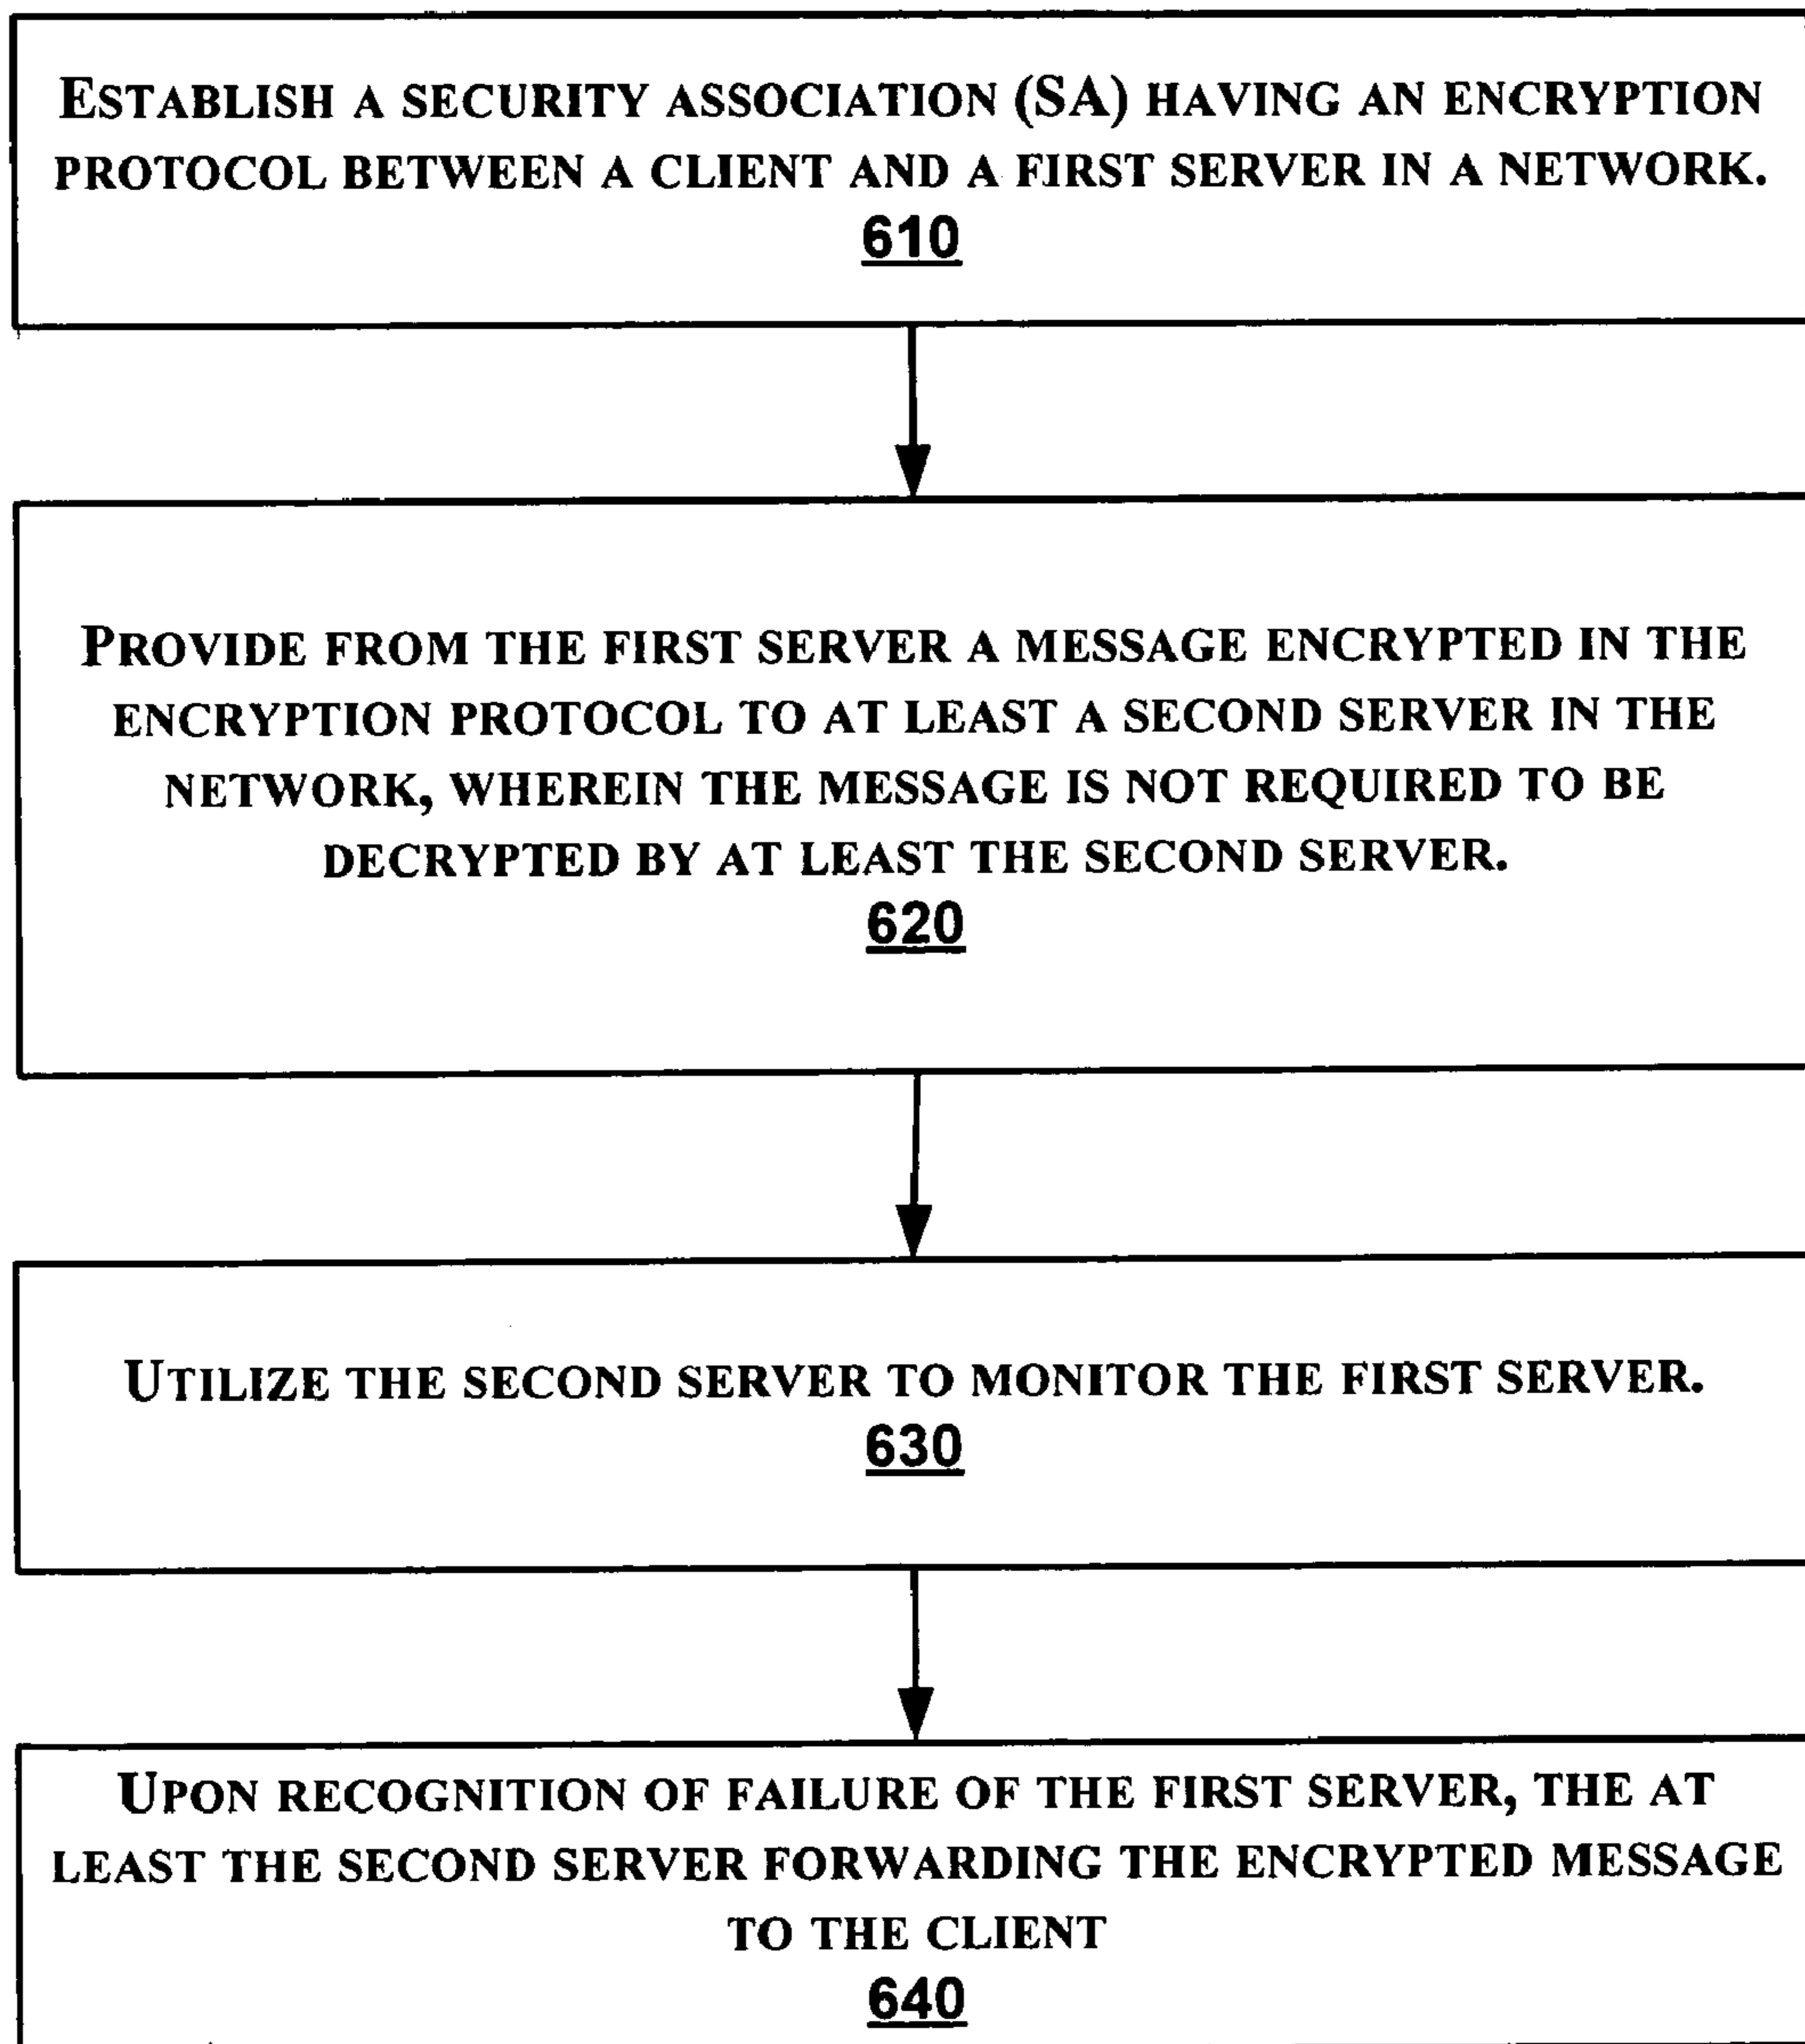 ESTABLISH A SECURITY ASSOCIATION (SA) HAVING AN ENCRYPTION
PROTOCOL BETWEEN A CLIENT AND A FIRST SERVER IN A NETWORK.
610
PROVIDE FROM THE FIRST SERVER A MESSAGE ENCRYPTED IN THE
ENCRYPTION PROTOCOL TO AT LEAST A SECOND SERVER IN THE
NETWORK, WHEREIN THE MESSAGE IS NOT REQUIRED TO BE
DECRYPTED BY AT LEAST THE SECOND SERVER.
620
UTILIZE THE SECOND SERVER TO MONITOR THE FIRST SERVER.
630
UPON RECOGNITION OF FAILURE OF THE FIRST SERVER, THE AT
LEAST THE SECOND SERVER FORWARDING THE ENCRYPTED MESSAGE
TO THE CLIENT
640